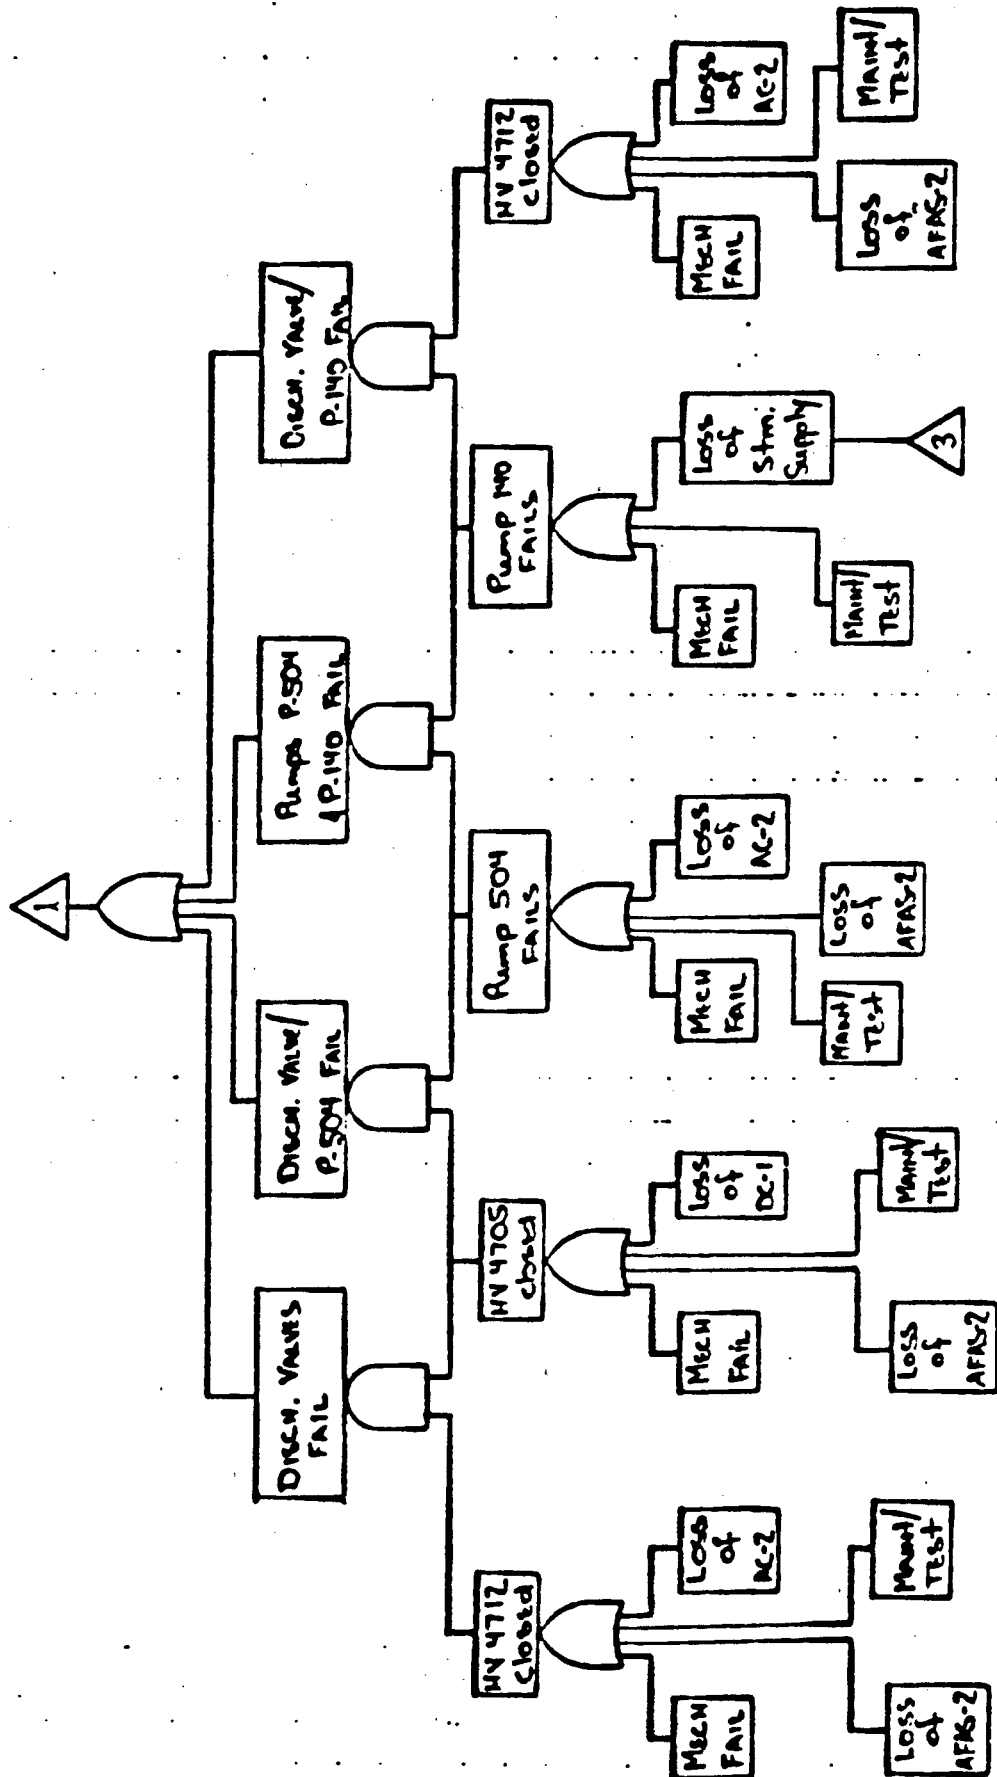 1
DISCH. VALVES
FAIL
DISCH. VALVE/
P-504 FAIL
Pumps P-504
& P-140 FAIL
DISCH. VALVE/
P-140 FAIL
HV 4712
Closed
HV 4705
Closed
Pump 504
FAILS
Pump 140
FAILS
HV 4712
Closed
MECH
FAIL
LOSS
of
AC-2
MECH
FAIL
LOSS
of
DC-1
MECH
FAIL
LOSS
of
AC-2
MECH
FAIL
LOSS
of
Stm.
Supply
MECH
FAIL
LOSS
of
AC-2
LOSS
of
AFAS-2
MAINT/
TEST
LOSS
of
AFAS-2
MAINT/
TEST
MAINT/
TEST
LOSS
of
AFAS-2
MAINT/
TEST
3
LOSS
of
AFAS-2
MAINT/
TEST